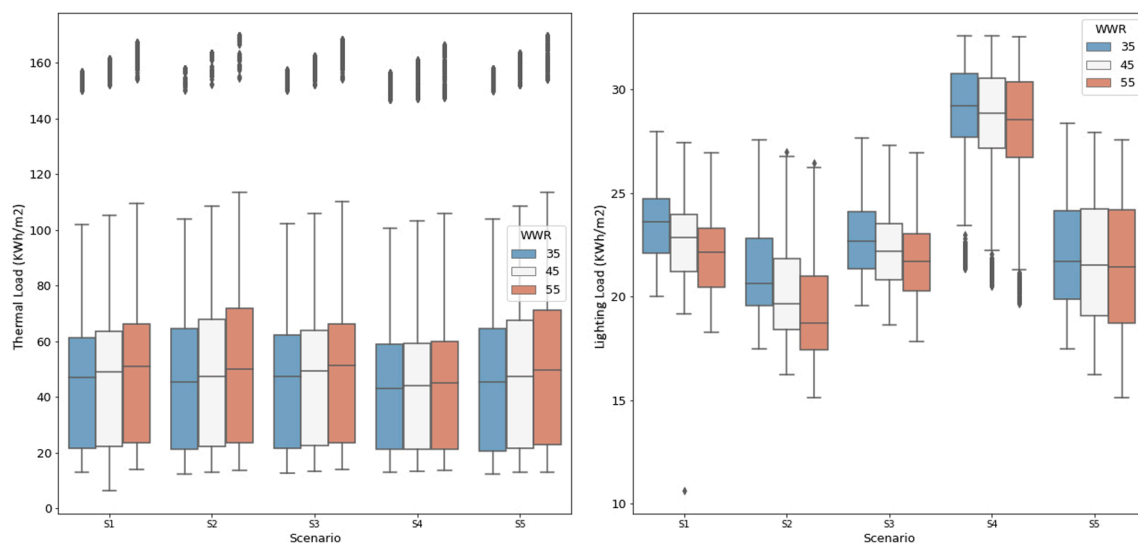 160
140
120
100
80
60
40
20
0
Thermal Load (KWh/m2)
WWR
35
45
55
S1
S2
S3
S4
S5
Scenario
30
25
20
15
10
Lighting Load (KWh/m2)
WWR
35
45
55
S1
S2
S3
S4
S5
Scenario